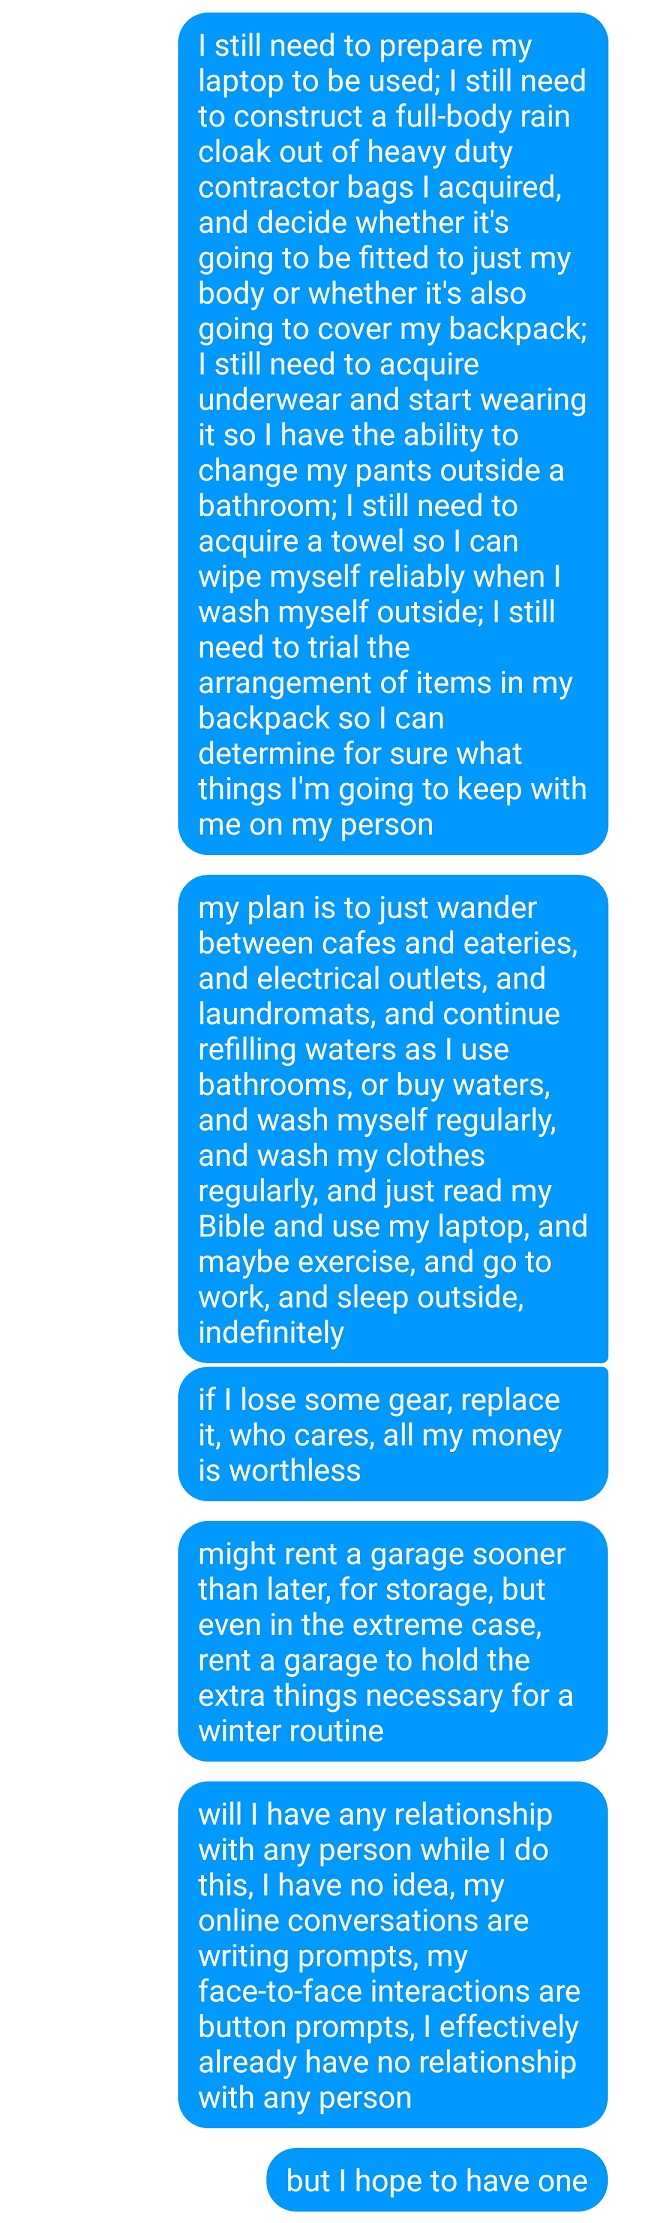 I still need to prepare my
laptop to be used; I still need
to construct a full-body rain
cloak out of heavy duty
contractor bags I acquired,
and decide whether it's
going to be fitted to just my
body or whether it's also
going to cover my backpack;
I still need to acquire
underwear and start wearing
it so I have the ability to
change my pants outside a
bathroom; I still need to
acquire a towel so I can
wipe myself reliably when I
wash myself outside; I still
need to trial the
arrangement of items in my
backpack so I can
determine for sure what
things I'm going to keep with
me on my person
my plan is to just wander
between cafes and eateries,
and electrical outlets, and
laundromats, and continue
refilling waters as I use
bathrooms, or buy waters,
and wash myself regularly,
and wash my clothes
regularly, and just read my
Bible and use my laptop, and
maybe exercise, and go to
work, and sleep outside,
indefinitely
if I lose some gear, replace
it, who cares, all my money
is worthless
might rent a garage sooner
than later, for storage, but
even in the extreme case,
rent a garage to hold the
extra things necessary for a
winter routine
will I have any relationship
with any person while I do
this, I have no idea, my
online conversations are
writing prompts, my
face-to-face interactions are
button prompts, I effectively
already have no relationship
with any person
but I hope to have one